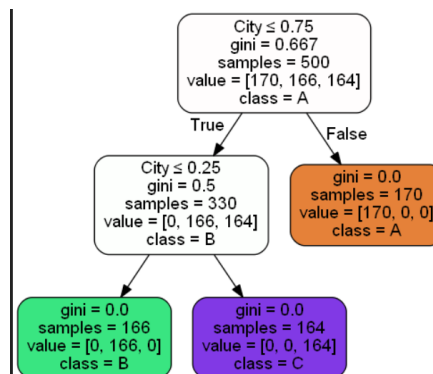 City ≤ 0.75
gini = 0.667
samples = 500
value = [170, 166, 164]
class = A
True
False
City ≤ 0.25
gini = 0.5
samples = 330
value = [0, 166, 164]
class = B
gini = 0.0
samples = 170
value = [170, 0, 0]
class = A
gini = 0.0
samples = 166
value = [0, 166, 0]
class = B
gini = 0.0
samples = 164
value = [0, 0, 164]
class = C